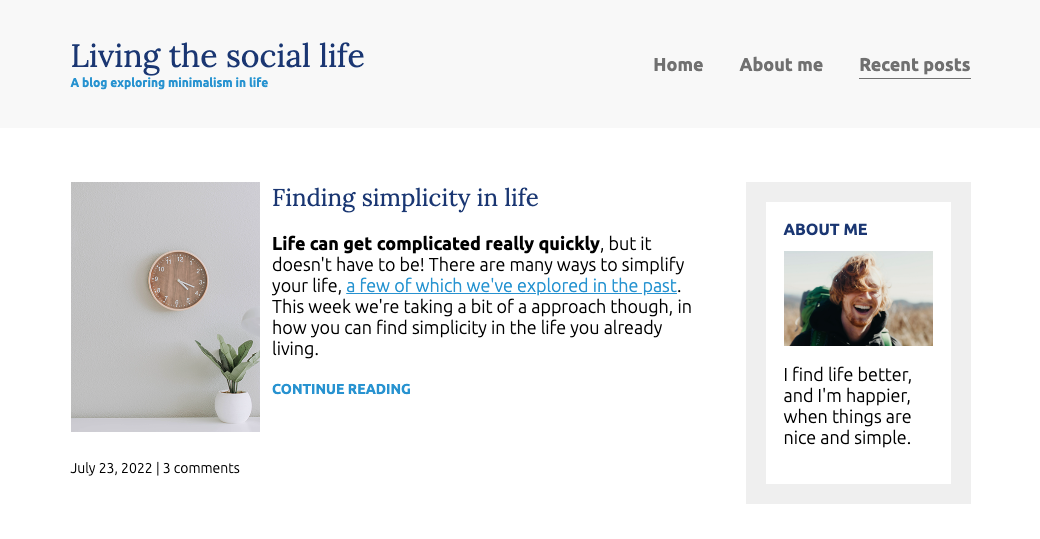 Living the social life
A blog exploring minimalism in life
Home About me Recent posts
Finding simplicity in life
Life can get complicated really quickly, but it
doesn't have to be! There are many ways to simplify
your life, a few of which we've explored in the past.
This week we're taking a bit of a approach though, in
how you can find simplicity in the life you already
living.
CONTINUE READING
July 23, 2022 | 3 comments
ABOUT ME
I find life better,
and I'm happier,
when things are
nice and simple.